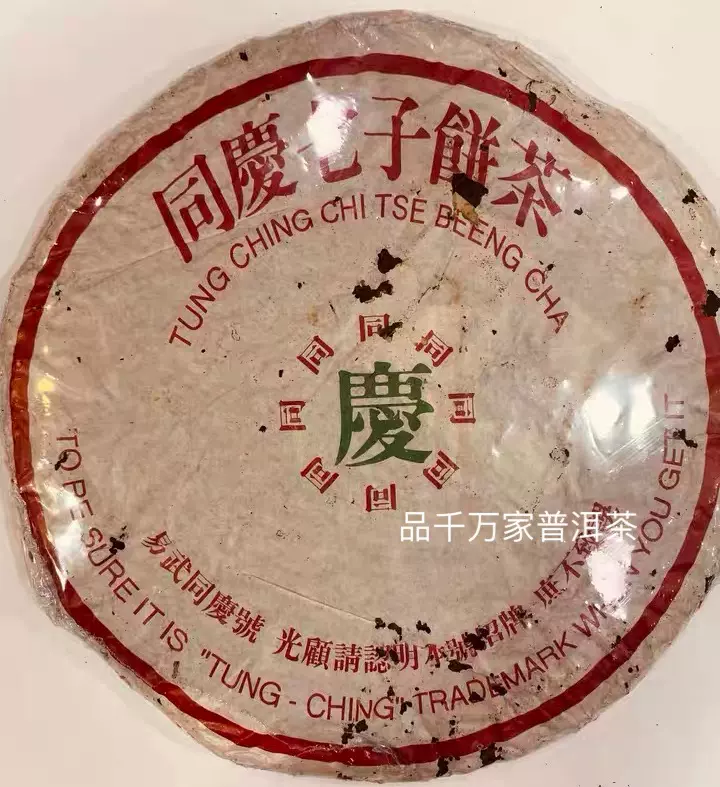 同慶七子餅茶
TUNG CHING CHI TSE BEENG CHA
同
同
同
同
同
同
同
同
慶
品千万家普洱茶
易武同慶號 光顧請認明本號招牌 庶不
TO BE SURE IT IS "TUNG - CHING" TRADEMARK WHEN YOU GET IT